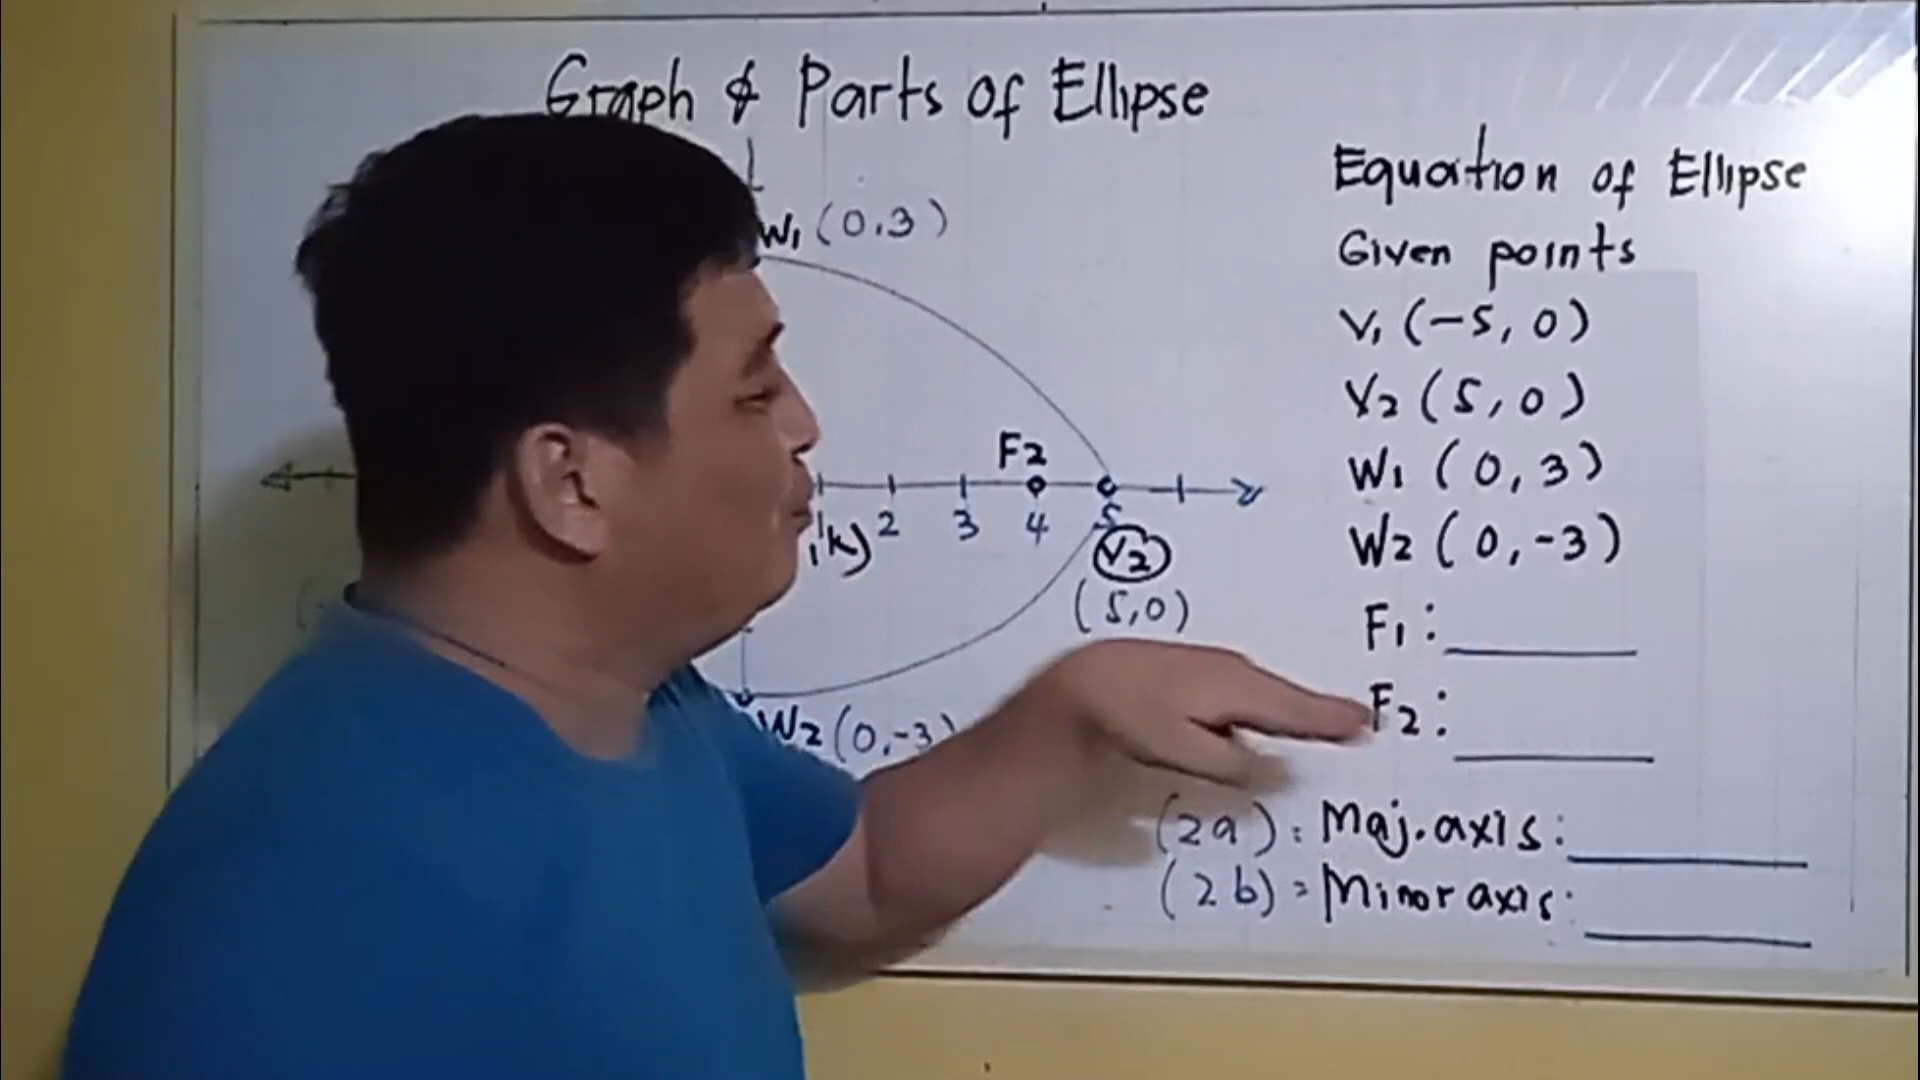 Graph & Parts of Ellipse
W1 (0,3)
F2
,k) 2 3 4 5
V2
(5,0)
W2 (0,-3)
Equation of Ellipse
Given points
V1 (-5, 0)
V2 (5, 0)
W1 (0, 3)
W2 (0, -3)
F1:
F2:
(2a) = Maj. axis:
(2b) = Minor axis: